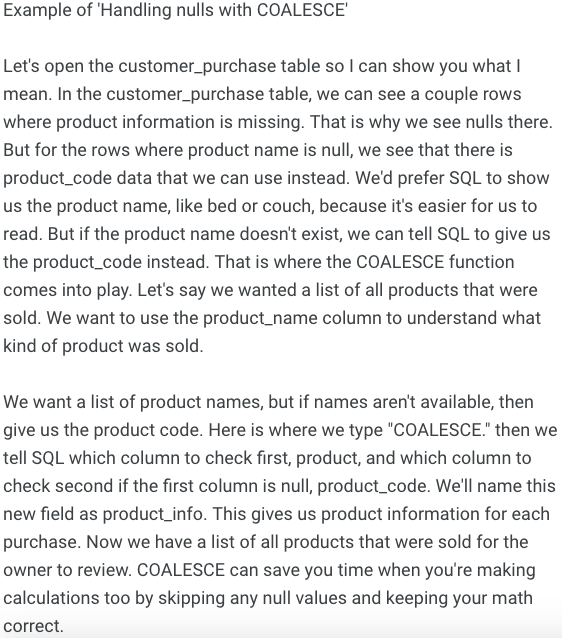 Example of 'Handling nulls with COALESCE'
Let's open the customer_purchase table so I can show you what I
mean. In the customer_purchase table, we can see a couple rows
where product information is missing. That is why we see nulls there.
But for the rows where product name is null, we see that there is
product_code data that we can use instead. We'd prefer SQL to show
us the product name, like bed or couch, because it's easier for us to
read. But if the product name doesn't exist, we can tell SQL to give us
the product_code instead. That is where the COALESCE function
comes into play. Let's say we wanted a list of all products that were
sold. We want to use the product_name column to understand what
kind of product was sold.
We want a list of product names, but if names aren't available, then
give us the product code. Here is where we type "COALESCE." then we
tell SQL which column to check first, product, and which column to
check second if the first column is null, product_code. We'll name this
new field as product_info. This gives us product information for each
purchase. Now we have a list of all products that were sold for the
owner to review. COALESCE can save you time when you're making
calculations too by skipping any null values and keeping your math
correct.